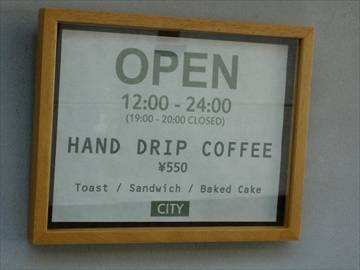 OPEN
12:00 - 24:00
(19:00 - 20:00 CLOSED)
HAND DRIP COFFEE
¥550
Toast / Sandwich / Baked Cake
CITY